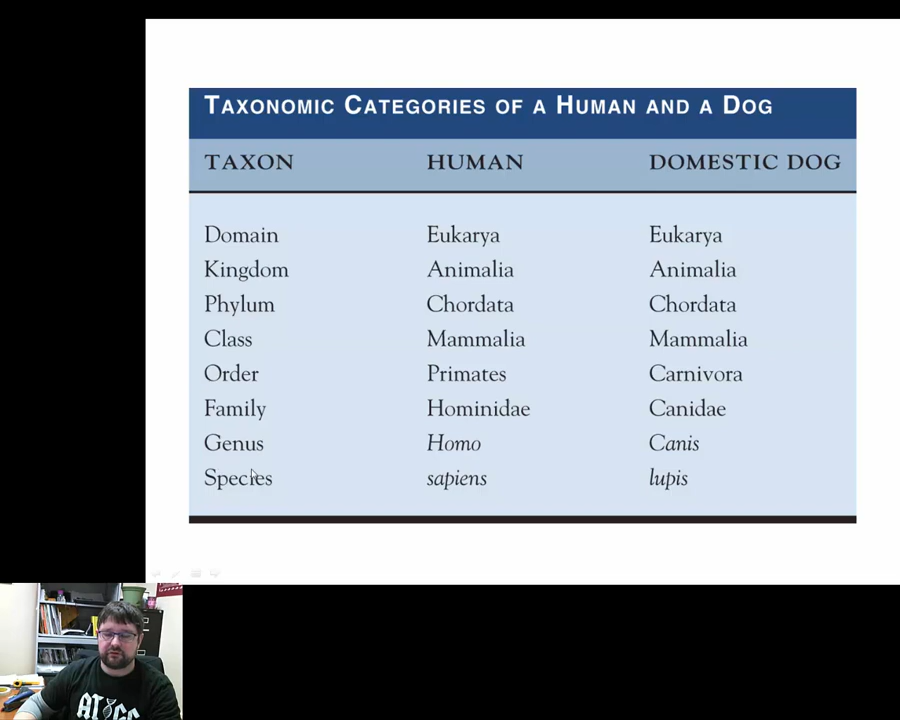 TAXONOMIC CATEGORIES OF A HUMAN AND A DOG
TAXON HUMAN DOMESTIC DOG
Domain Eukarya Eukarya
Kingdom Animalia Animalia
Phylum Chordata Chordata
Class Mammalia Mammalia
Order Primates Carnivora
Family Hominidae Canidae
Genus Homo Canis
Species sapiens lupis